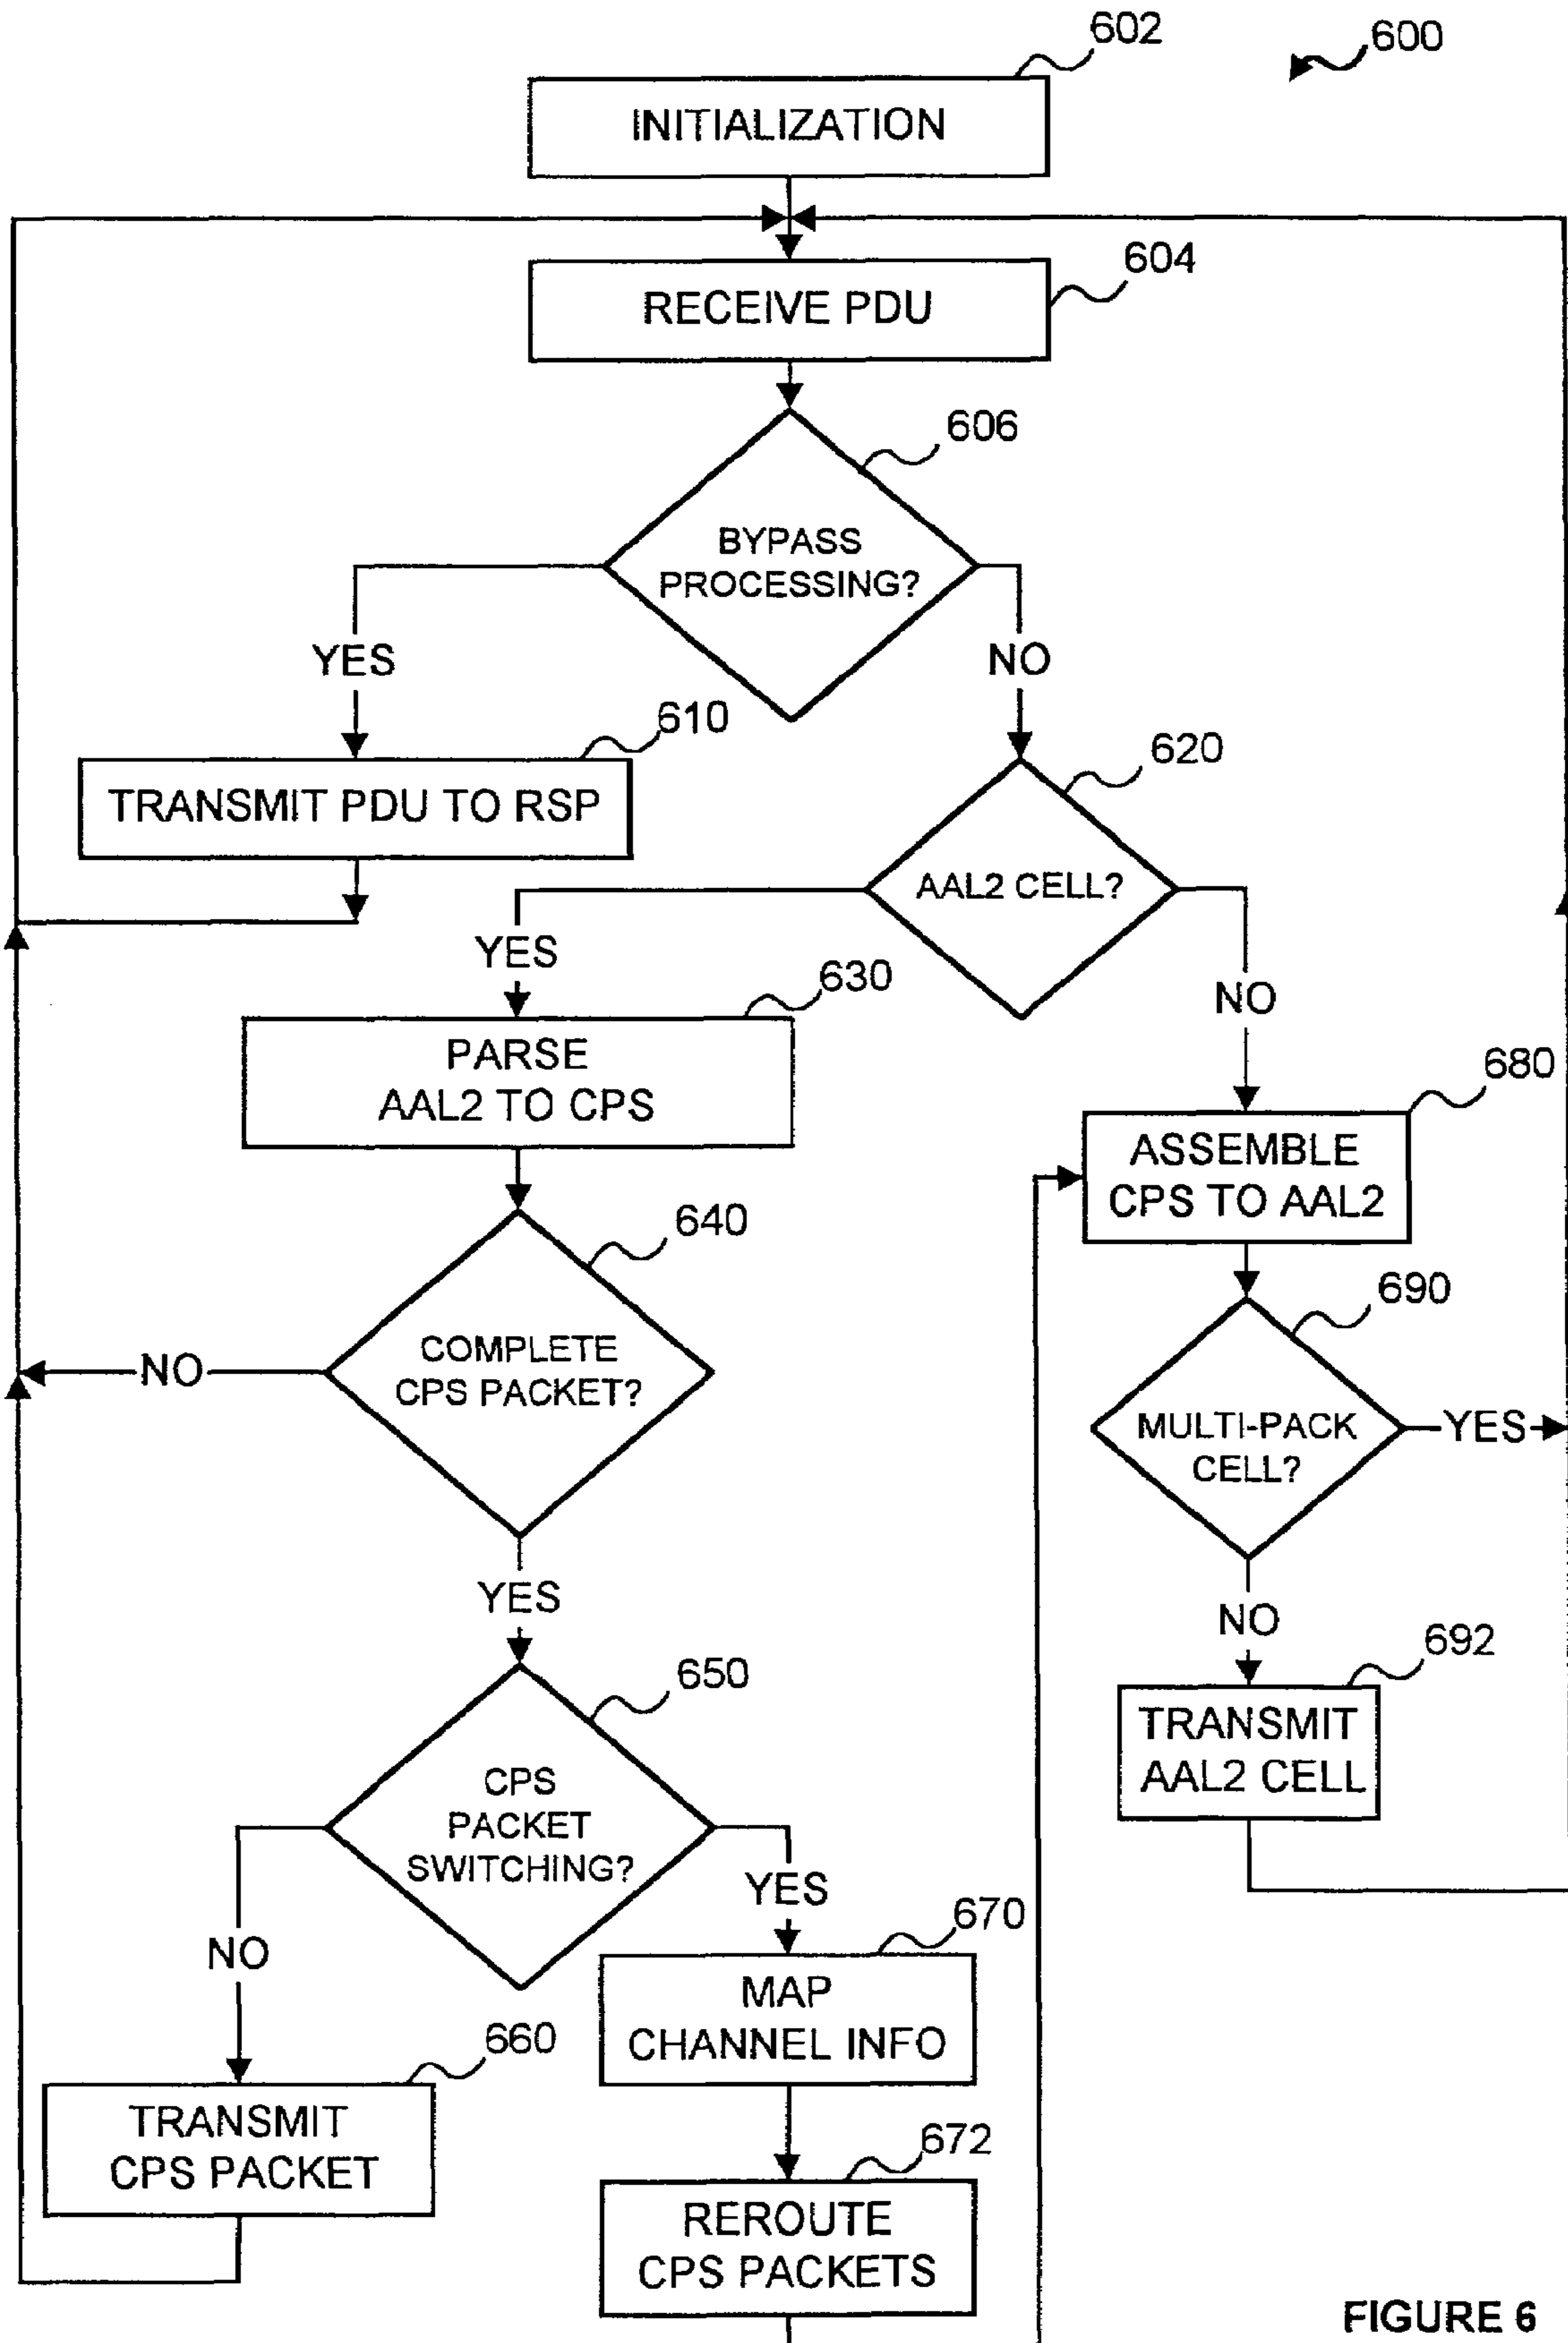 602
600
INITIALIZATION
604
RECEIVE PDU
606
BYPASS
PROCESSING?
YES
NO
610
TRANSMIT PDU TO RSP
620
AAL2 CELL?
YES
NO
630
PARSE
AAL2 TO CPS
680
ASSEMBLE
CPS TO AAL2
640
COMPLETE
CPS PACKET?
NO
YES
690
MULTI-PACK
CELL?
YES
NO
692
TRANSMIT
AAL2 CELL
650
CPS
PACKET
SWITCHING?
NO
YES
670
MAP
CHANNEL INFO
660
TRANSMIT
CPS PACKET
672
REROUTE
CPS PACKETS
FIGURE 6